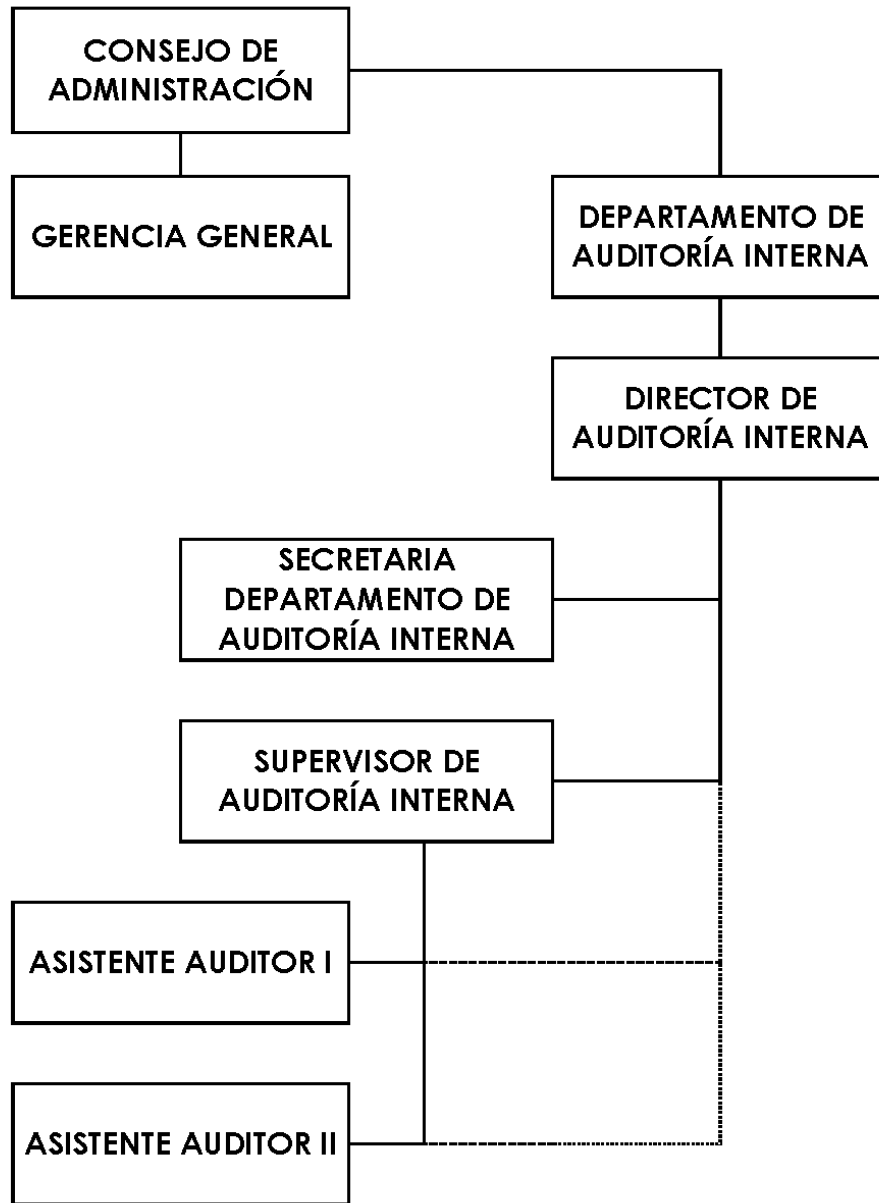 CONSEJO DE
ADMINISTRACIÓN
GERENCIA GENERAL
DEPARTAMENTO DE
AUDITORÍA INTERNA
DIRECTOR DE
AUDITORÍA INTERNA
SECRETARIA
DEPARTAMENTO DE
AUDITORÍA INTERNA
SUPERVISOR DE
AUDITORÍA INTERNA
ASISTENTE AUDITOR I
ASISTENTE AUDITOR II